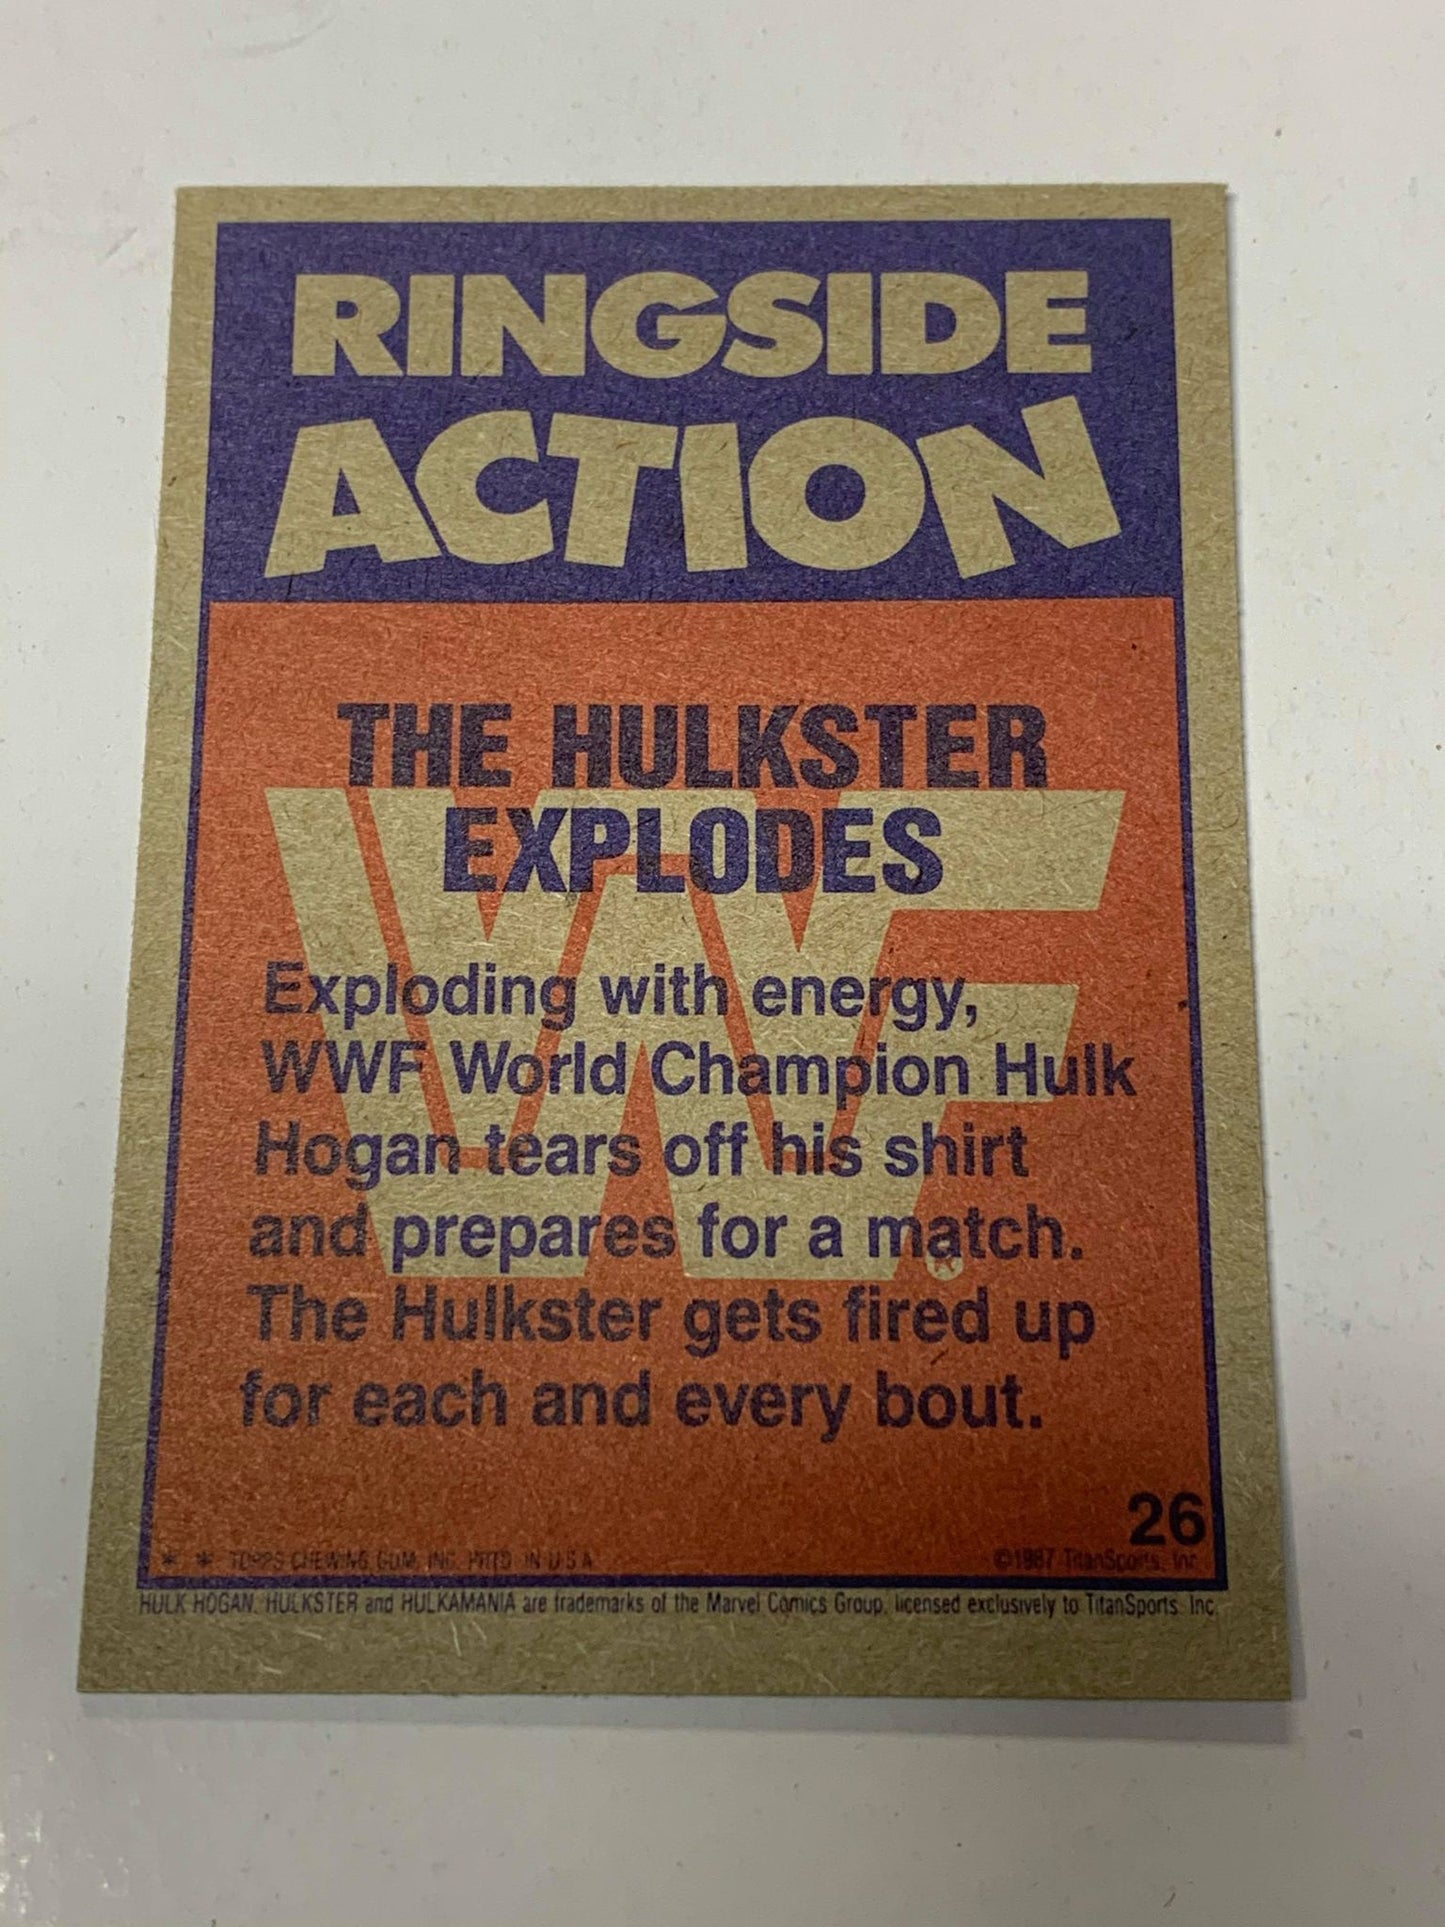 RINGSIDE
ACTION
THE HULKSTER
EXPLODES
Exploding with energy,
WWF World Champion Hulk
Hogan tears off his shirt
and prepares for a match.
The Hulkster gets fired up
for each and every bout.
WF
®
26
* * TOPPS CHEWING GUM, INC. PRTD. IN U.S.A. ©1987 TitanSports, Inc.
HULK HOGAN, HULKSTER and HULKAMANIA are trademarks of the Marvel Comics Group, licensed exclusively to TitanSports, Inc.